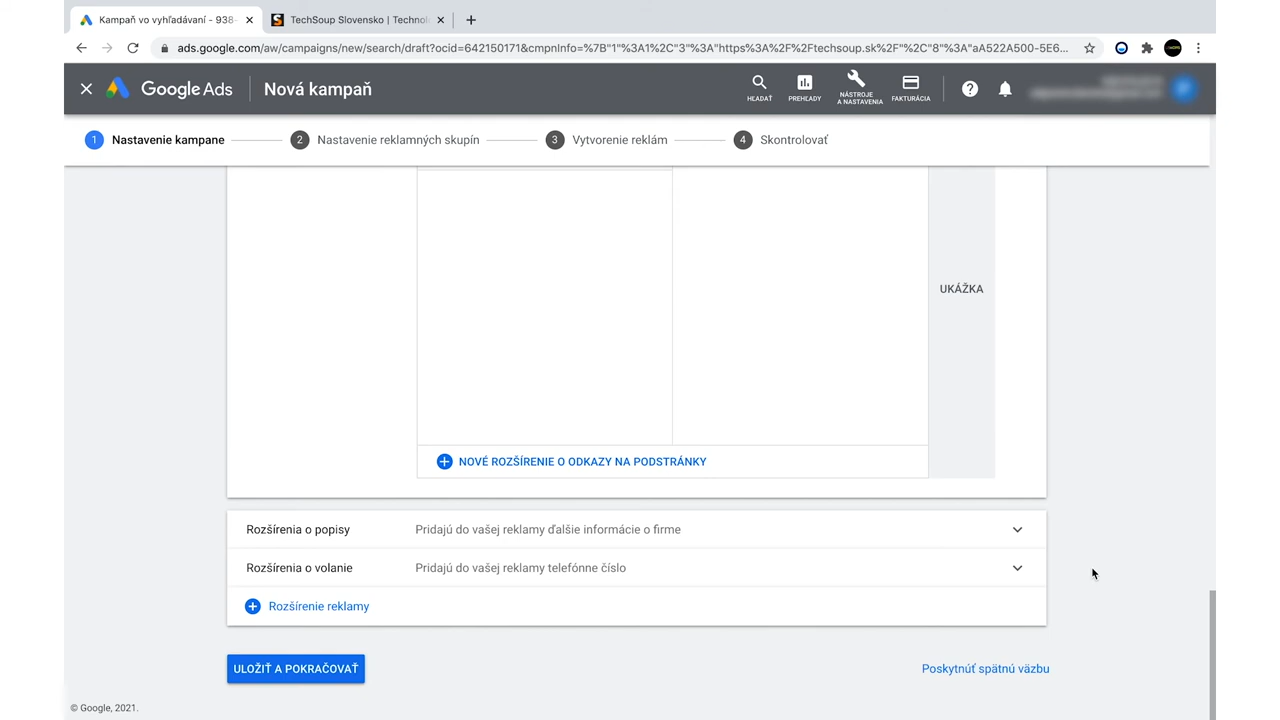 Kampaň vo vyhľadávaní - 938-
TechSoup Slovensko | Technol
ads.google.com/aw/campaigns/new/search/draft?ocid=642150171&cmpnInfo=%7B"1"%3A1%2C"3"%3A"https%3A%2F%2Ftechsoup.sk%2F"%2C"8"%3A"aA522A500-5E6...
Google Ads
Nová kampaň
HĽADAŤ
PREHĽADY
NÁSTROJE
A NASTAVENIA
FAKTURÁCIA
1 Nastavenie kampane
2 Nastavenie reklamných skupín
3 Vytvorenie reklám
4 Skontrolovať
UKÁŽKA
NOVÉ ROZŠÍRENIE O ODKAZY NA PODSTRÁNKY
Rozšírenia o popisy Pridajú do vašej reklamy ďalšie informácie o firme
Rozšírenia o volanie Pridajú do vašej reklamy telefónne číslo
Rozšírenie reklamy
ULOŽIŤ A POKRAČOVAŤ
Poskytnúť spätnú väzbu
© Google, 2021.